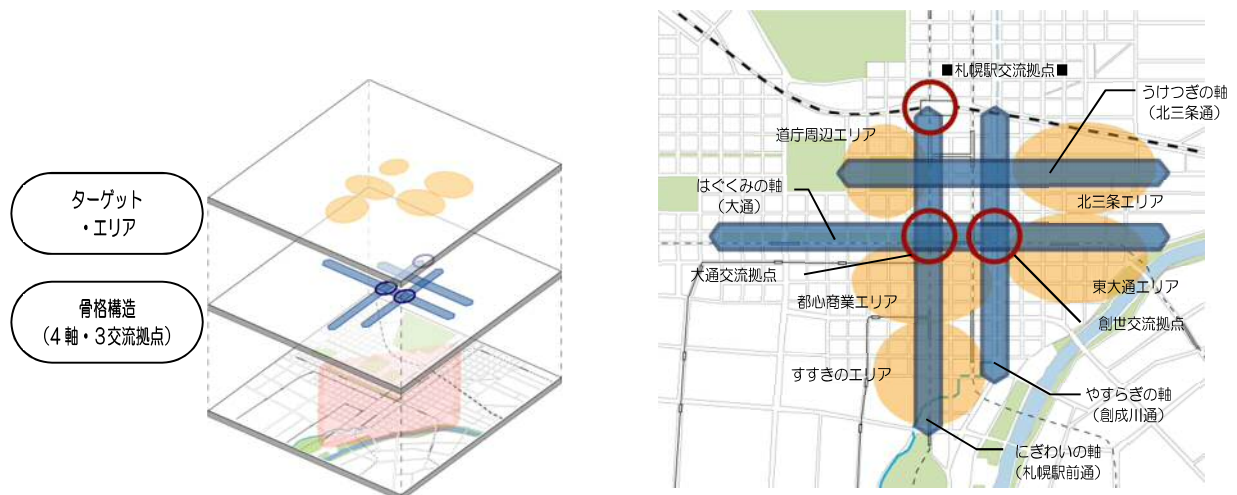 ターゲット
・エリア
骨格構造
(4軸・3交流拠点)
■札幌駅交流拠点■
うけつぎの軸
(北三条通)
道庁周辺エリア
はぐくみの軸
(大通)
北三条エリア
大通交流拠点
東大通エリア
都心商業エリア
創世交流拠点
すすきのエリア
やすらぎの軸
(創成川通)
にぎわいの軸
(札幌駅前通)